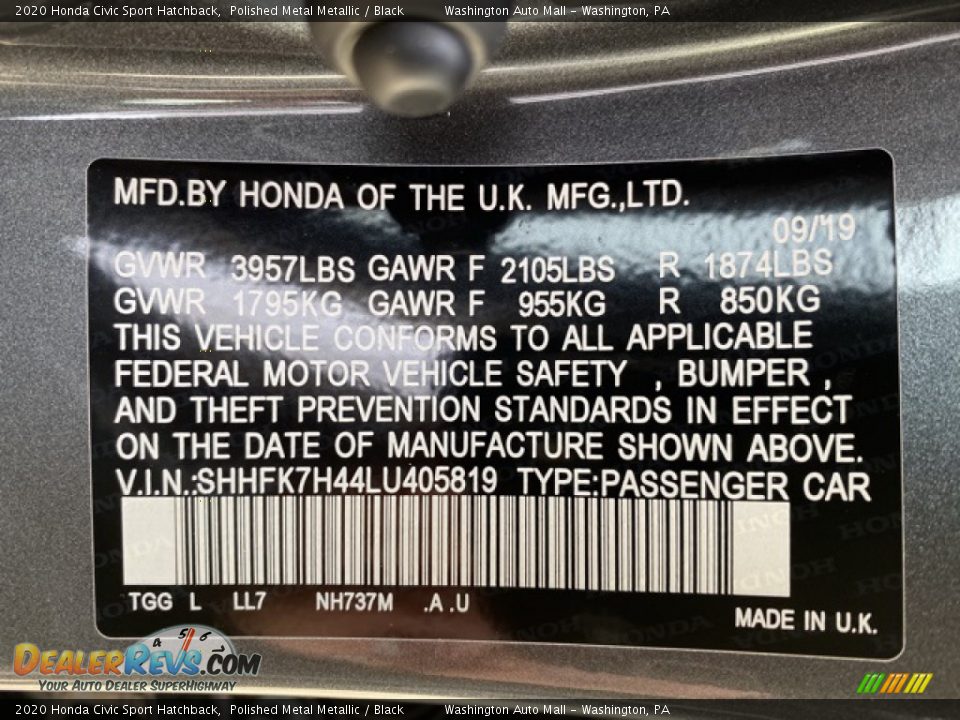 2020 Honda Civic Sport Hatchback, Polished Metal Metallic / Black Washington Auto Mall - Washington, PA
MFD.BY HONDA OF THE U.K. MFG.,LTD.
09/'19
GVWR 3957LBS GAWR F 2105LBS R 1874LBS
GVWR 1795KG GAWR F 955KG R 850KG
THIS VEHICLE CONFORMS TO ALL APPLICABLE
FEDERAL MOTOR VEHICLE SAFETY , BUMPER ,
AND THEFT PREVENTION STANDARDS IN EFFECT
ON THE DATE OF MANUFACTURE SHOWN ABOVE.
V.I.N.:SHHFK7H44LU405819 TYPE:PASSENGER CAR
TGG L LL7 NH737M .A .U
MADE IN U.K.
4 5 6
DEALERREVS.COM
YOUR AUTO DEALER SUPERHIGHWAY
2020 Honda Civic Sport Hatchback, Polished Metal Metallic / Black Washington Auto Mall - Washington, PA